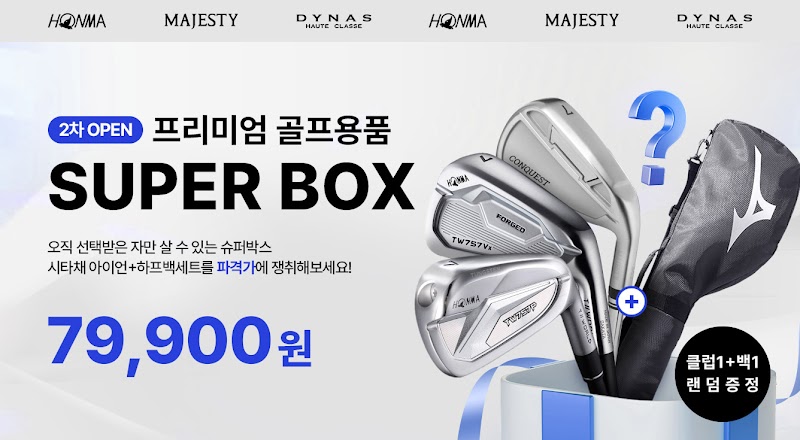 HONMA
MAJESTY
DYNAS
HAUTE CLASSE
HONMA
MAJESTY
DYNAS
HAUTE CLASSE
2차 OPEN 프리미엄 골프용품
SUPER BOX
오직 선택받은 자만 살 수 있는 슈퍼박스
시타채 아이언+하프백세트를 파격가에 쟁취해보세요!
79,900원
?
7
CONQUEST
7
HONMA
FORGED
TW757Vx
HONMA
TW757P
+
클럽1+백1
랜덤증정